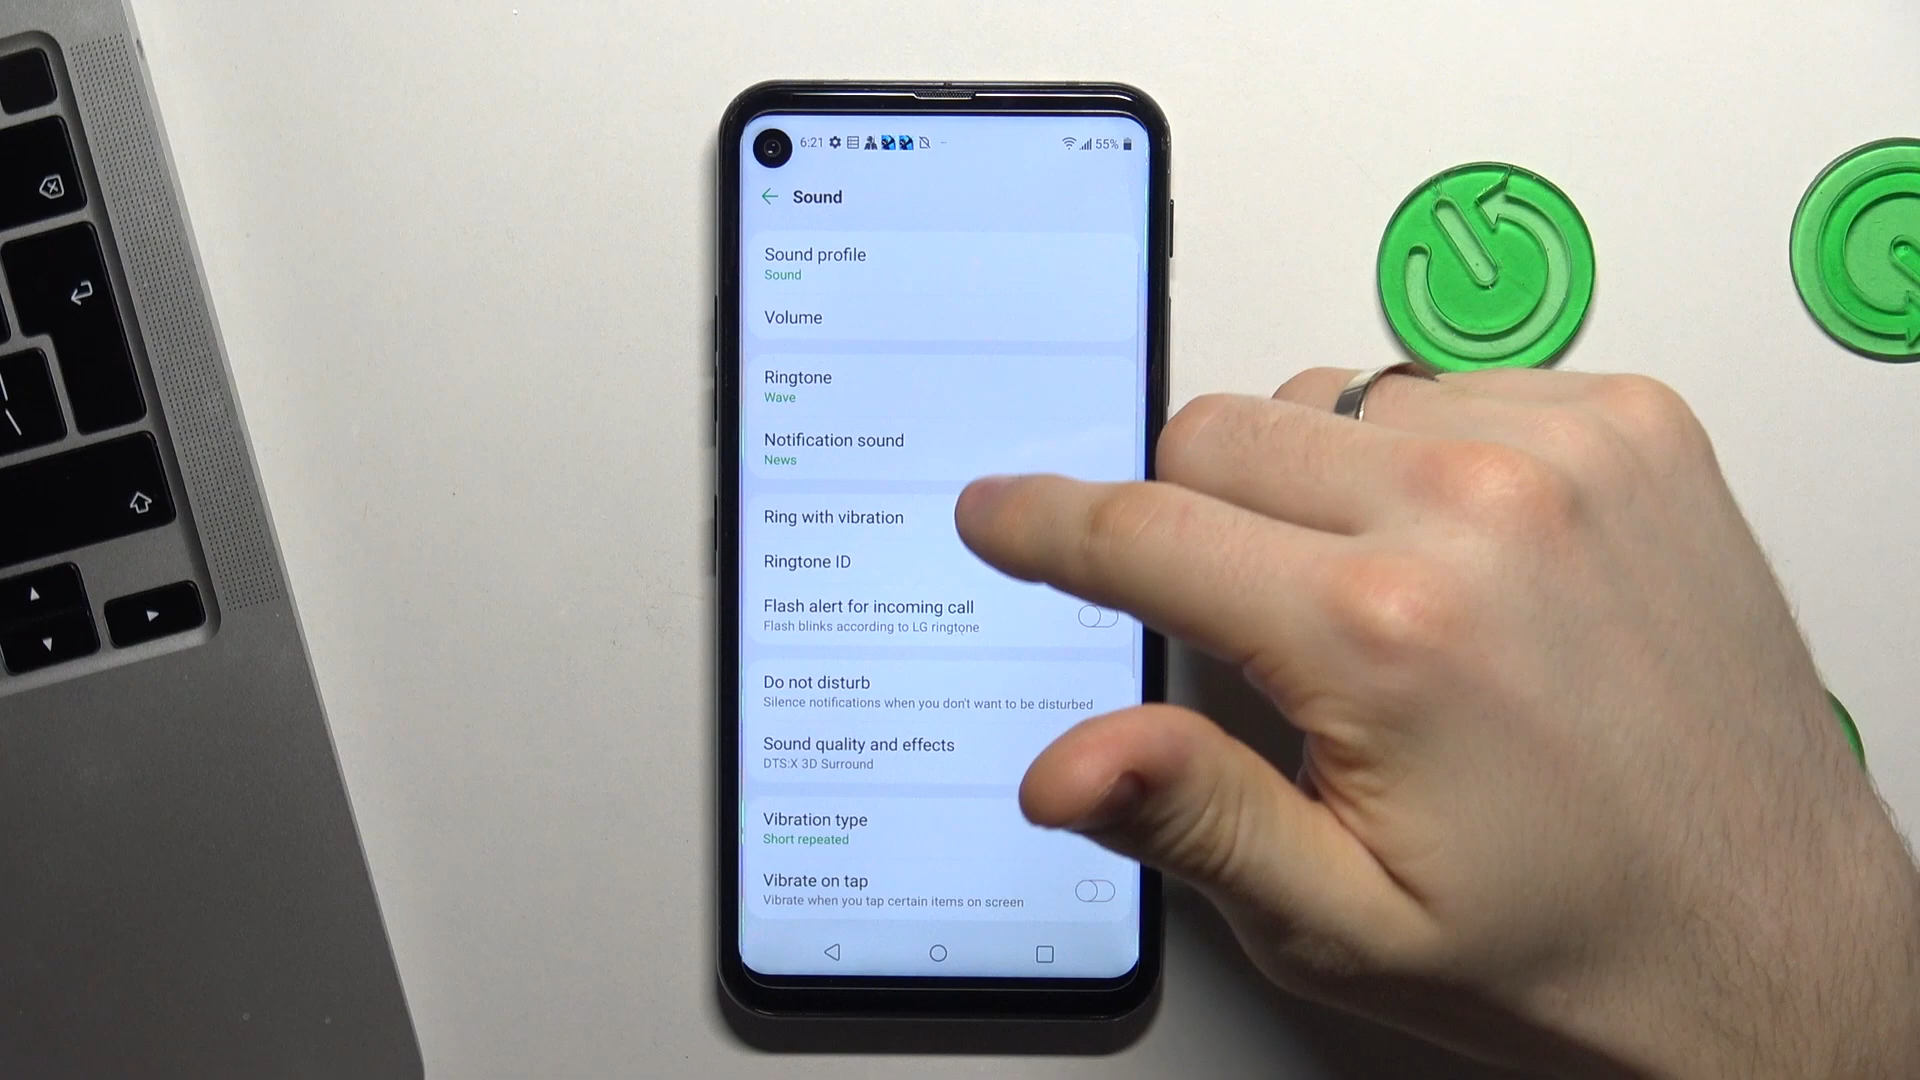 6:21
55%
Sound
Sound profile
Sound
Volume
Ringtone
Wave
Notification sound
News
Ring with vibration
Ringtone ID
Flash alert for incoming call
Flash blinks according to LG ringtone
Do not disturb
Silence notifications when you don't want to be disturbed
Sound quality and effects
DTS:X 3D Surround
Vibration type
Short repeated
Vibrate on tap
Vibrate when you tap certain items on screen